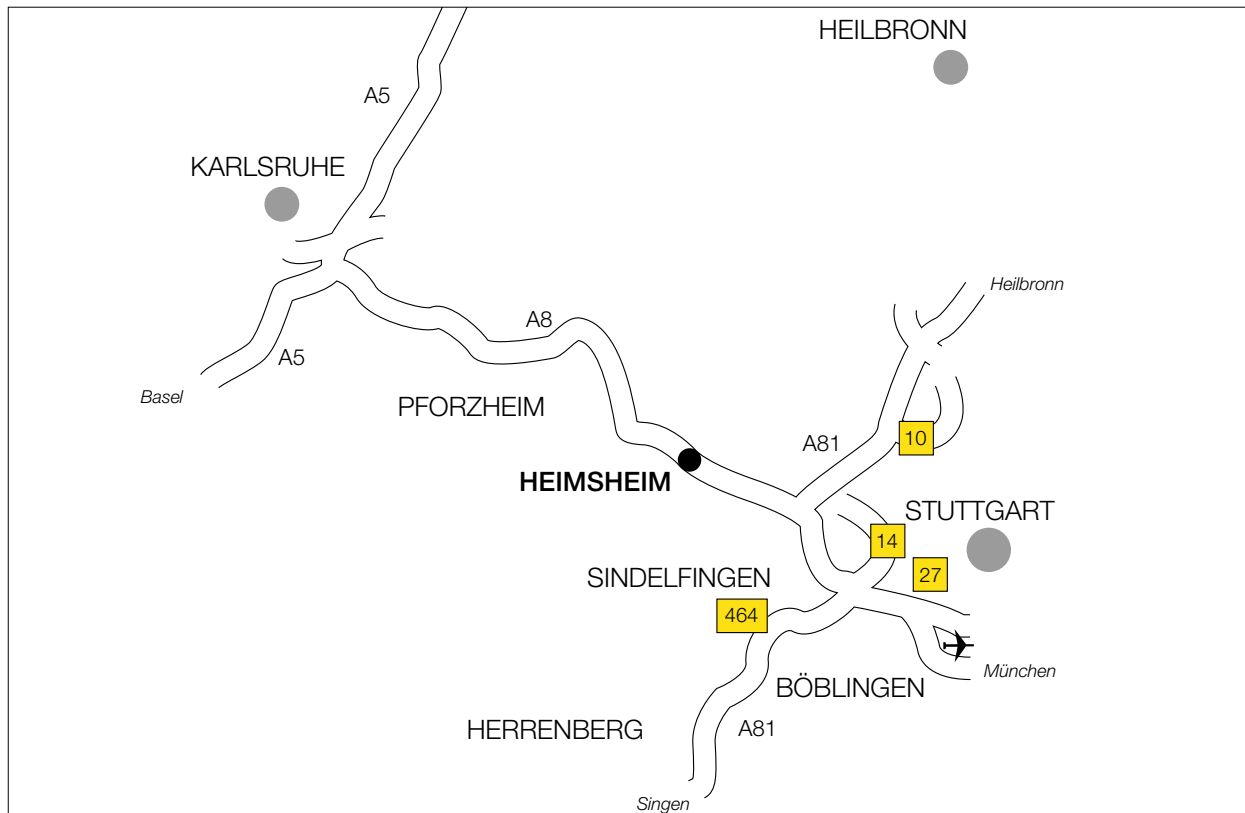 HEILBRONN
A5
KARLSRUHE
Heilbronn
A8
A5
Basel
PFORZHEIM
10
A81
HEIMSHEIM
STUTTGART
14
27
SINDELFINGEN
464
München
BÖBLINGEN
HERRENBERG
A81
Singen